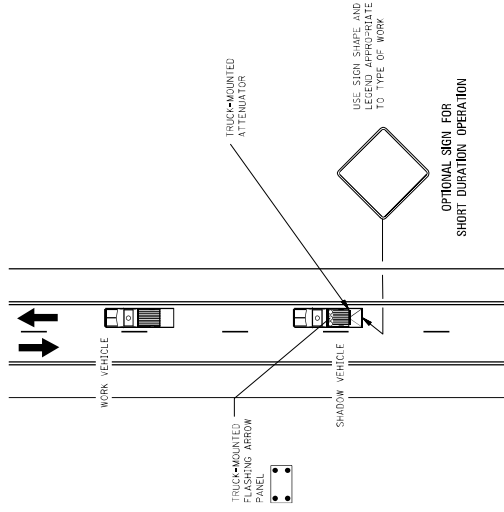 TRUCK-MOUNTED
ATTENUATOR
USE SIGN SHAPE AND
LEGEND APPROPRIATE
TO TYPE OF WORK
OPTIONAL SIGN FOR
SHORT DURATION OPERATION
WORK VEHICLE
SHADOW VEHICLE
TRUCK-MOUNTED
FLASHING ARROW
PANEL